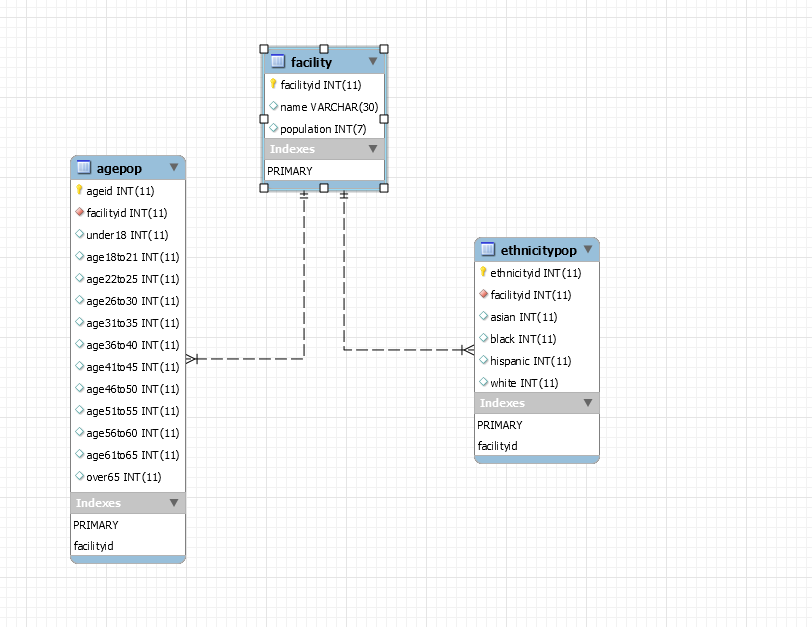 facility
facilityid INT(11)
name VARCHAR(30)
population INT(7)
Indexes
PRIMARY
agepop
ageid INT(11)
facilityid INT(11)
under18 INT(11)
age18to21 INT(11)
age22to25 INT(11)
age26to30 INT(11)
age31to35 INT(11)
age36to40 INT(11)
age41to45 INT(11)
age46to50 INT(11)
age51to55 INT(11)
age56to60 INT(11)
age61to65 INT(11)
over65 INT(11)
Indexes
PRIMARY
facilityid
ethnicitypop
ethnicityid INT(11)
facilityid INT(11)
asian INT(11)
black INT(11)
hispanic INT(11)
white INT(11)
Indexes
PRIMARY
facilityid